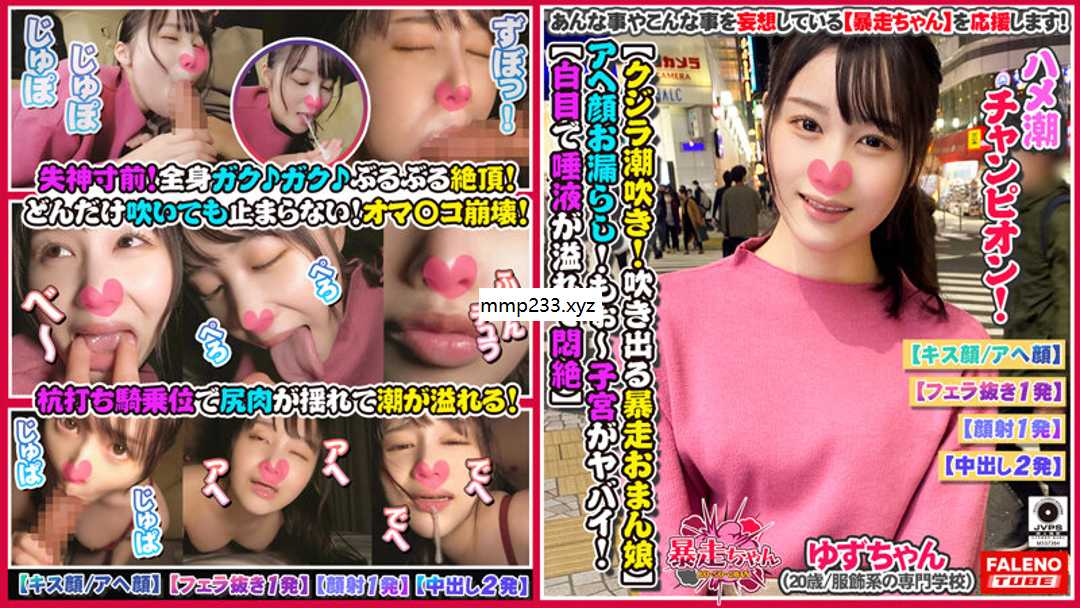 じゅぽ
じゅぽ
ずぼっ!
失神寸前!全身ガク♪ガク♪ぶるぶる絶頂!
どんだけ吹いても止まらない!オマ〇コ崩壊!
べ〜
ぺろ
ぺろ
mmp233.xyz
杭打ち騎乗位で尻肉が揺れて潮が溢れる!
じゅぱ
じゅぱ
アヘ
アヘ
でへ
でへ
【キス顔/アヘ顔】【フェラ抜き1発】【顔射1発】【中出し2発】
あんな事やこんな事を妄想している【暴走ちゃん】を応援します!
ハメ潮
チャンピオン!
【クジラ潮吹き!吹き出る暴走おまん娘】
アヘ顔お漏らし!
子宮がヤバイ!
【白目で唾液が溢れ
悶絶】
カメラ
CAMERA
【キス顔/アヘ顔】
【フェラ抜き1発】
【顔射1発】
【中出し2発】
暴走ちゃん
ゆずちゃん
(20歳/服飾系の専門学校)
JVPS
FALENO
TUBE